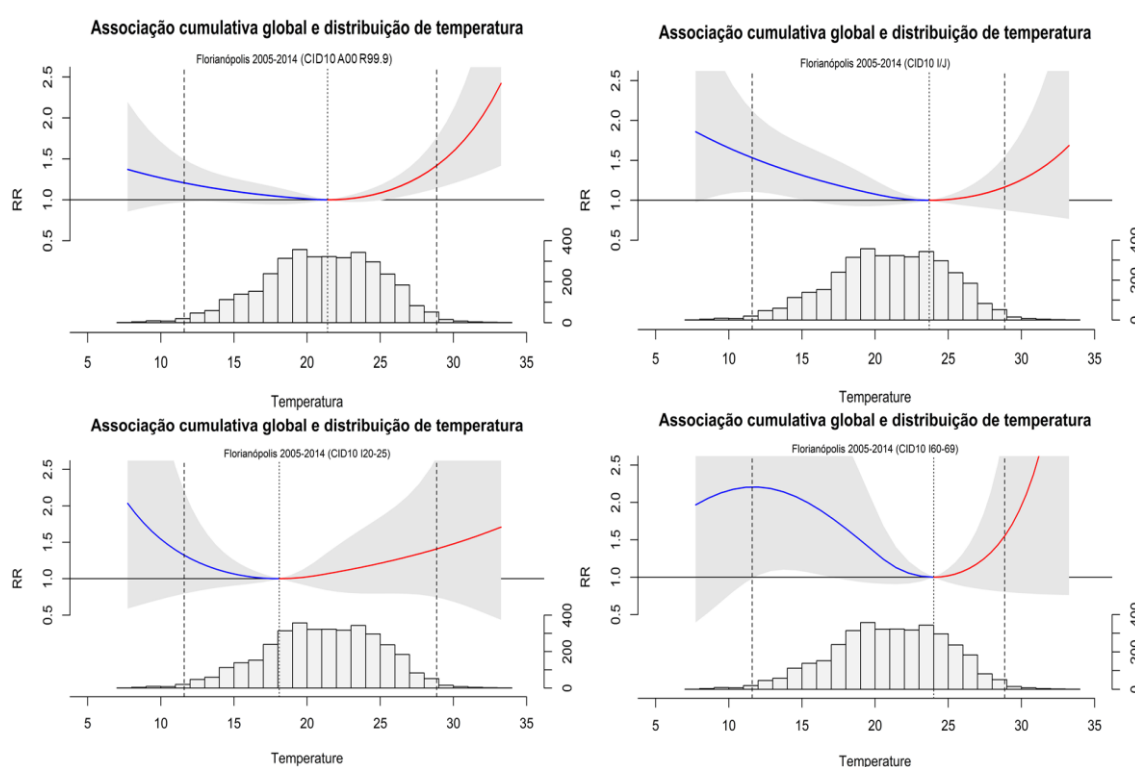 Associação cumulativa global e distribuição de temperatura
Florianópolis 2005-2014 (CID10 A00 R99.9)
RR
0.5 1.0 1.5 2.0 2.5
0 200 400
5 10 15 20 25 30 35
Temperatura
Associação cumulativa global e distribuição de temperatura
Florianópolis 2005-2014 (CID10 I/J)
RR
0.5 1.0 1.5 2.0 2.5
0 200 400
5 10 15 20 25 30 35
Temperature
Associação cumulativa global e distribuição de temperatura
Florianópolis 2005-2014 (CID10 I20-25)
RR
0.5 1.0 1.5 2.0 2.5
0 200 400
5 10 15 20 25 30 35
Temperature
Associação cumulativa global e distribuição de temperatura
Florianópolis 2005-2014 (CID10 I60-69)
RR
0.5 1.0 1.5 2.0 2.5
0 200 400
5 10 15 20 25 30 35
Temperature